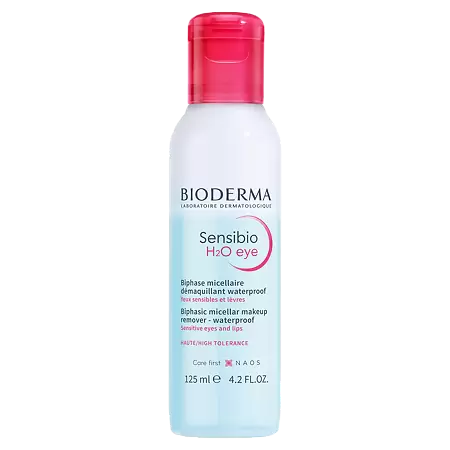 BIODERMA
LABORATOIRE DERMATOLOGIQUE
Sensibio
H₂O eye
Biphase micellaire
démaquillant waterproof
Yeux sensibles et lèvres
Biphasic micellar makeup
remover - waterproof
Sensitive eyes and lips
HAUTE/HIGH TOLERANCE
Care first NAOS
125 ml ℮ 4.2 FL.OZ.